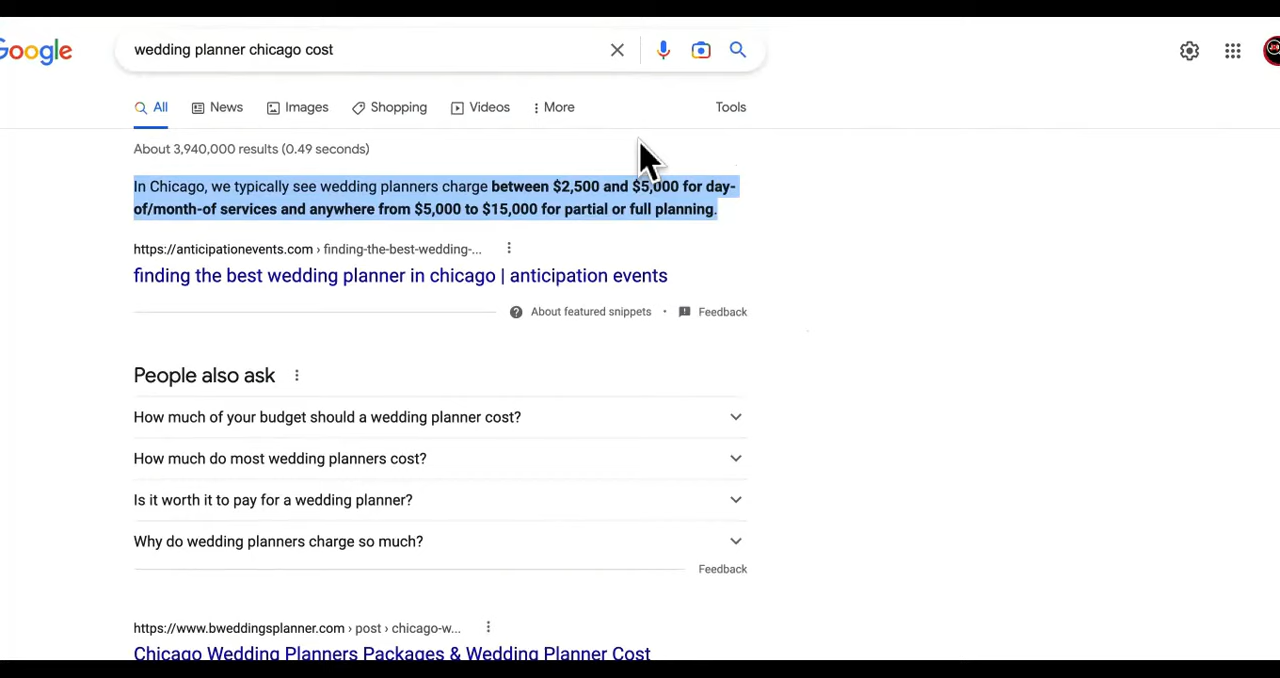 Google
wedding planner chicago cost
All News Images Shopping Videos More Tools
About 3,940,000 results (0.49 seconds)
In Chicago, we typically see wedding planners charge between $2,500 and $5,000 for day-
of/month-of services and anywhere from $5,000 to $15,000 for partial or full planning.
https://anticipationevents.com › finding-the-best-wedding-...
finding the best wedding planner in chicago | anticipation events
About featured snippets • Feedback
People also ask
How much of your budget should a wedding planner cost?
How much do most wedding planners cost?
Is it worth it to pay for a wedding planner?
Why do wedding planners charge so much?
Feedback
https://www.bweddingsplanner.com › post › chicago-w...
Chicago Wedding Planners Packages & Wedding Planner Cost